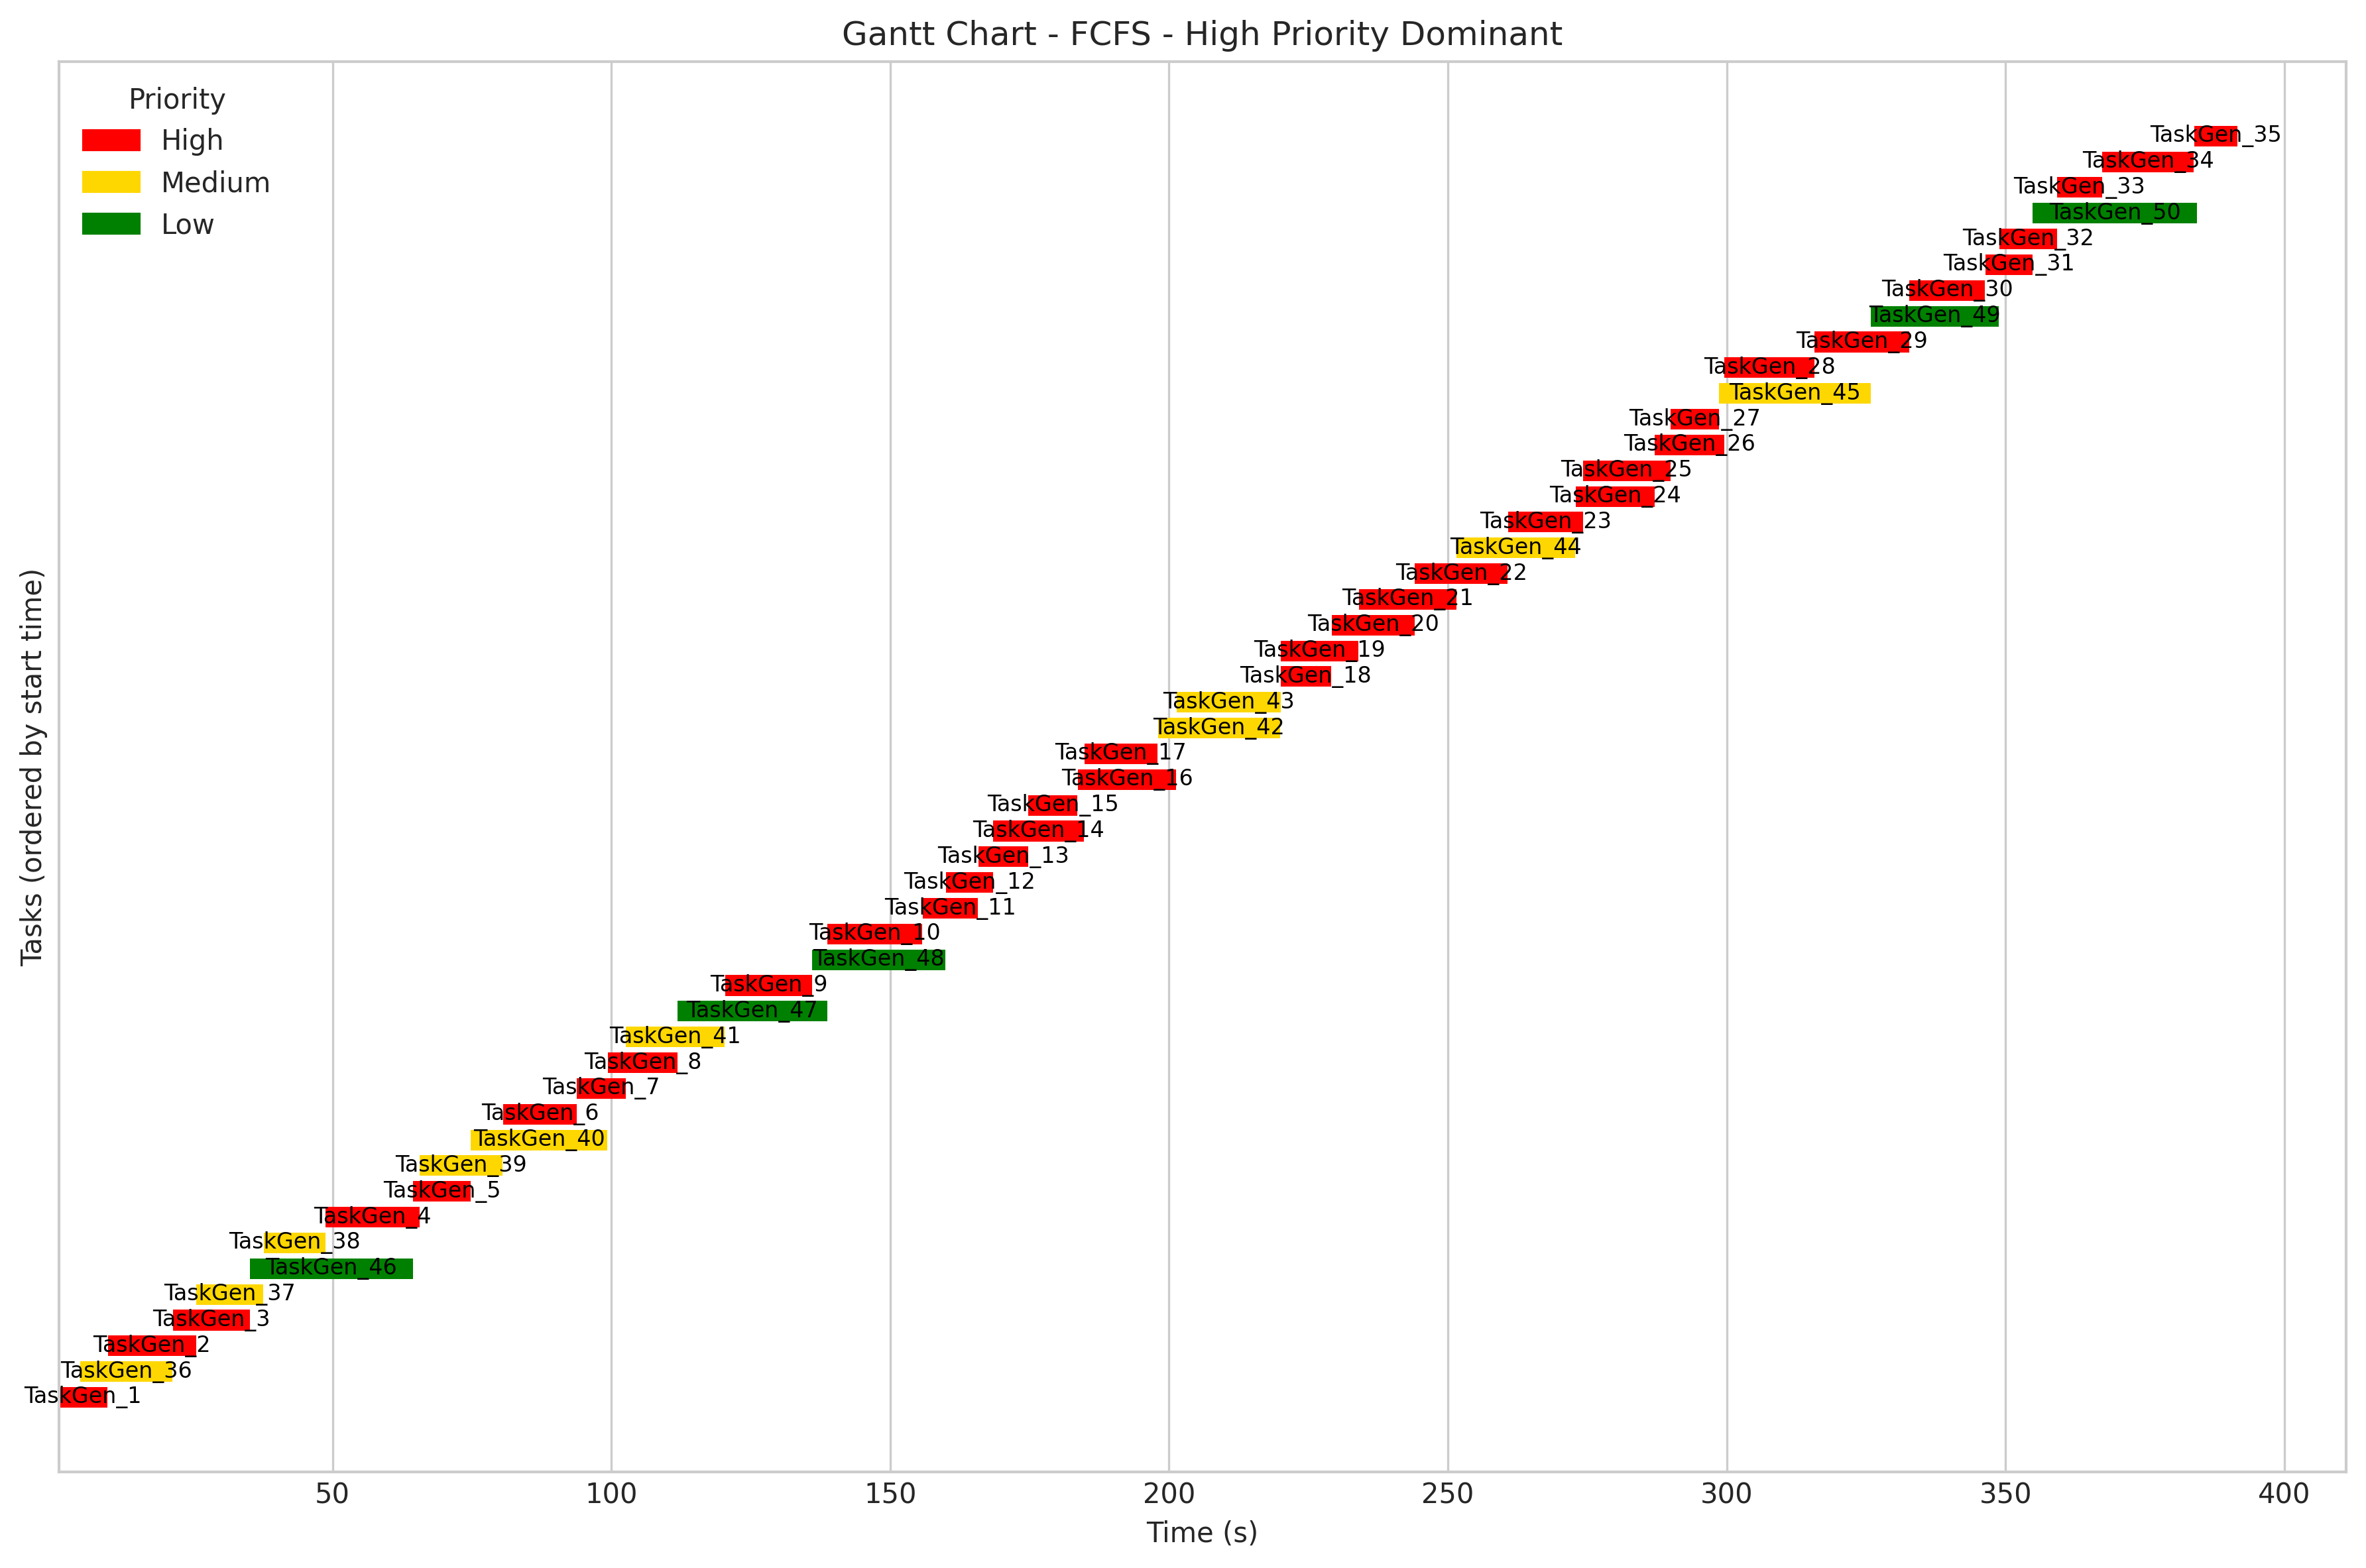 Gantt Chart - FCFS - High Priority Dominant
Priority
High
Medium
Low
TaskGen_35
TaskGen_34
TaskGen_33
TaskGen_50
TaskGen_32
TaskGen_31
TaskGen_30
TaskGen_49
TaskGen_29
TaskGen_28
TaskGen_45
TaskGen_27
TaskGen_26
TaskGen_25
TaskGen_24
TaskGen_23
TaskGen_44
TaskGen_22
TaskGen_21
TaskGen_20
TaskGen_19
TaskGen_18
TaskGen_43
TaskGen_42
TaskGen_17
TaskGen_16
TaskGen_15
TaskGen_14
TaskGen_13
TaskGen_12
TaskGen_11
TaskGen_10
TaskGen_48
TaskGen_9
TaskGen_47
TaskGen_41
TaskGen_8
TaskGen_7
TaskGen_6
TaskGen_40
TaskGen_39
TaskGen_5
TaskGen_4
TaskGen_38
TaskGen_46
TaskGen_37
TaskGen_3
TaskGen_2
TaskGen_36
TaskGen_1
Tasks (ordered by start time)
50 100 150 200 250 300 350 400
Time (s)